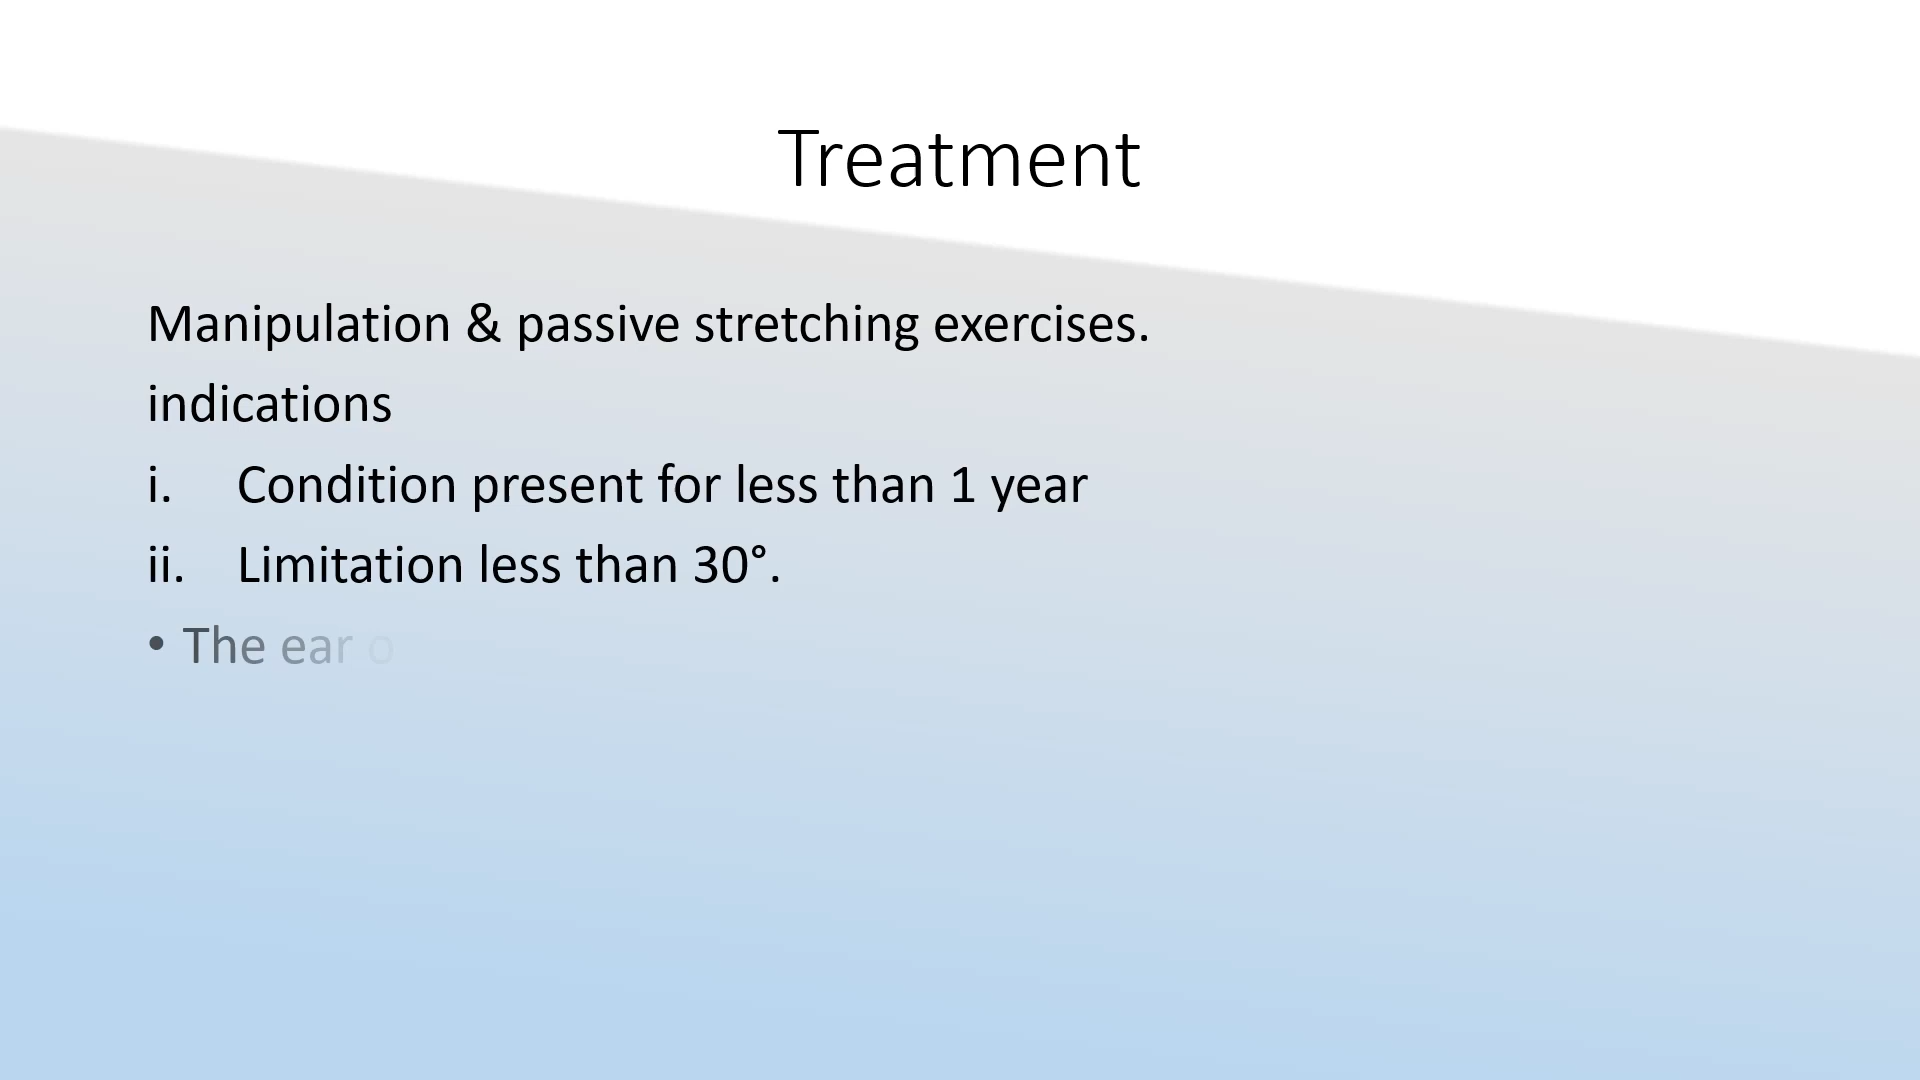 Treatment
Manipulation & passive stretching exercises.
indications
i. Condition present for less than 1 year
ii. Limitation less than 30°.
• The ear o